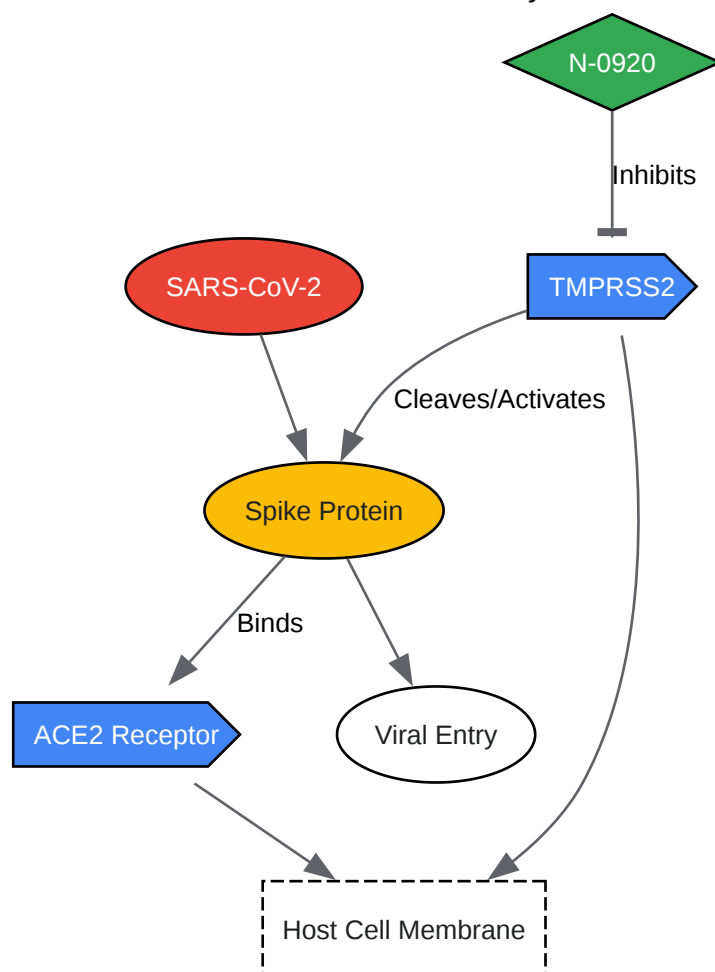 N-0920
Inhibits
SARS-CoV-2
TMPRSS2
Cleaves/Activates
Spike Protein
Binds
ACE2 Receptor
Viral Entry
Host Cell Membrane